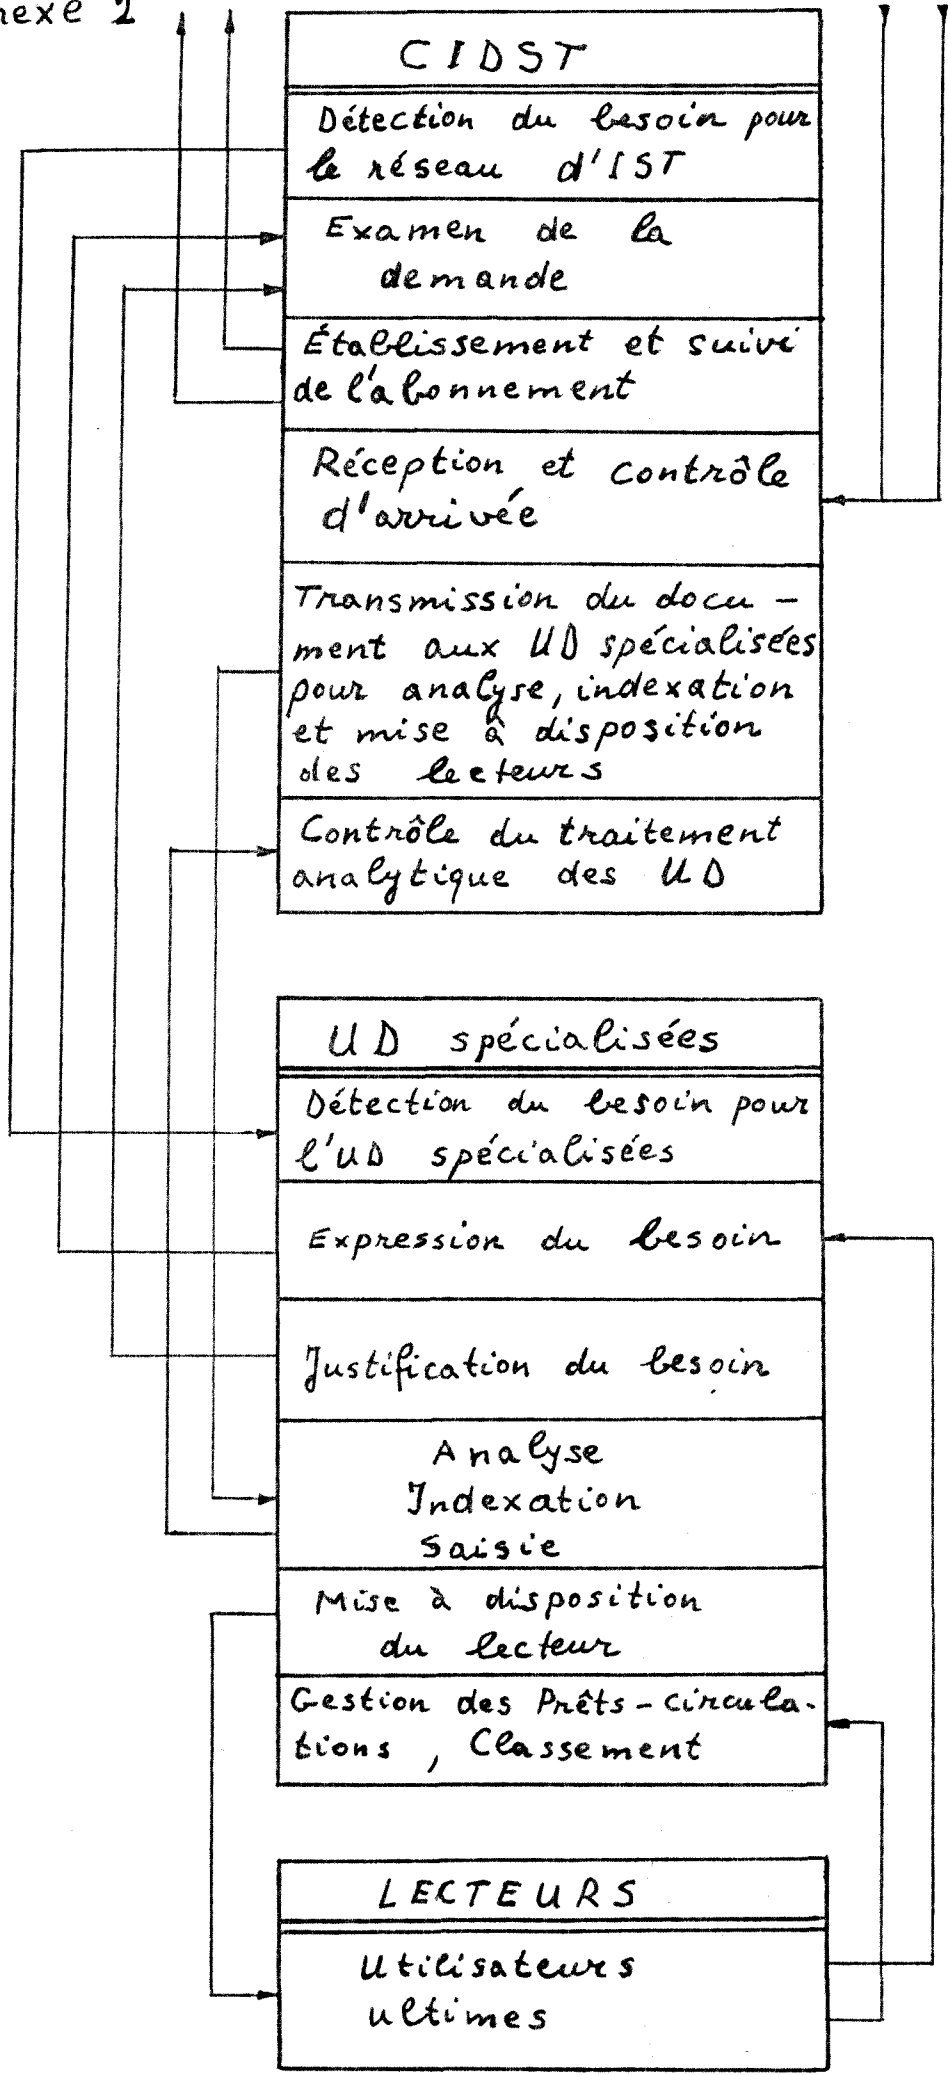 nexe 2
CIDST
Détection du besoin pour
le réseau d'IST
Examen de la
demande
Établissement et suivi
de l'abonnement
Réception et contrôle
d'arrivée
Transmission du docu -
ment aux UD spécialisées
pour analyse, indexation
et mise à disposition
des lecteurs
Contrôle du traitement
analytique des UD
UD spécialisées
Détection du besoin pour
l'UD spécialisées
Expression du besoin
Justification du besoin
Analyse
Indexation
Saisie
Mise à disposition
du lecteur
Gestion des Prêts-circula-
tions, Classement
LECTEURS
Utilisateurs
ultimes